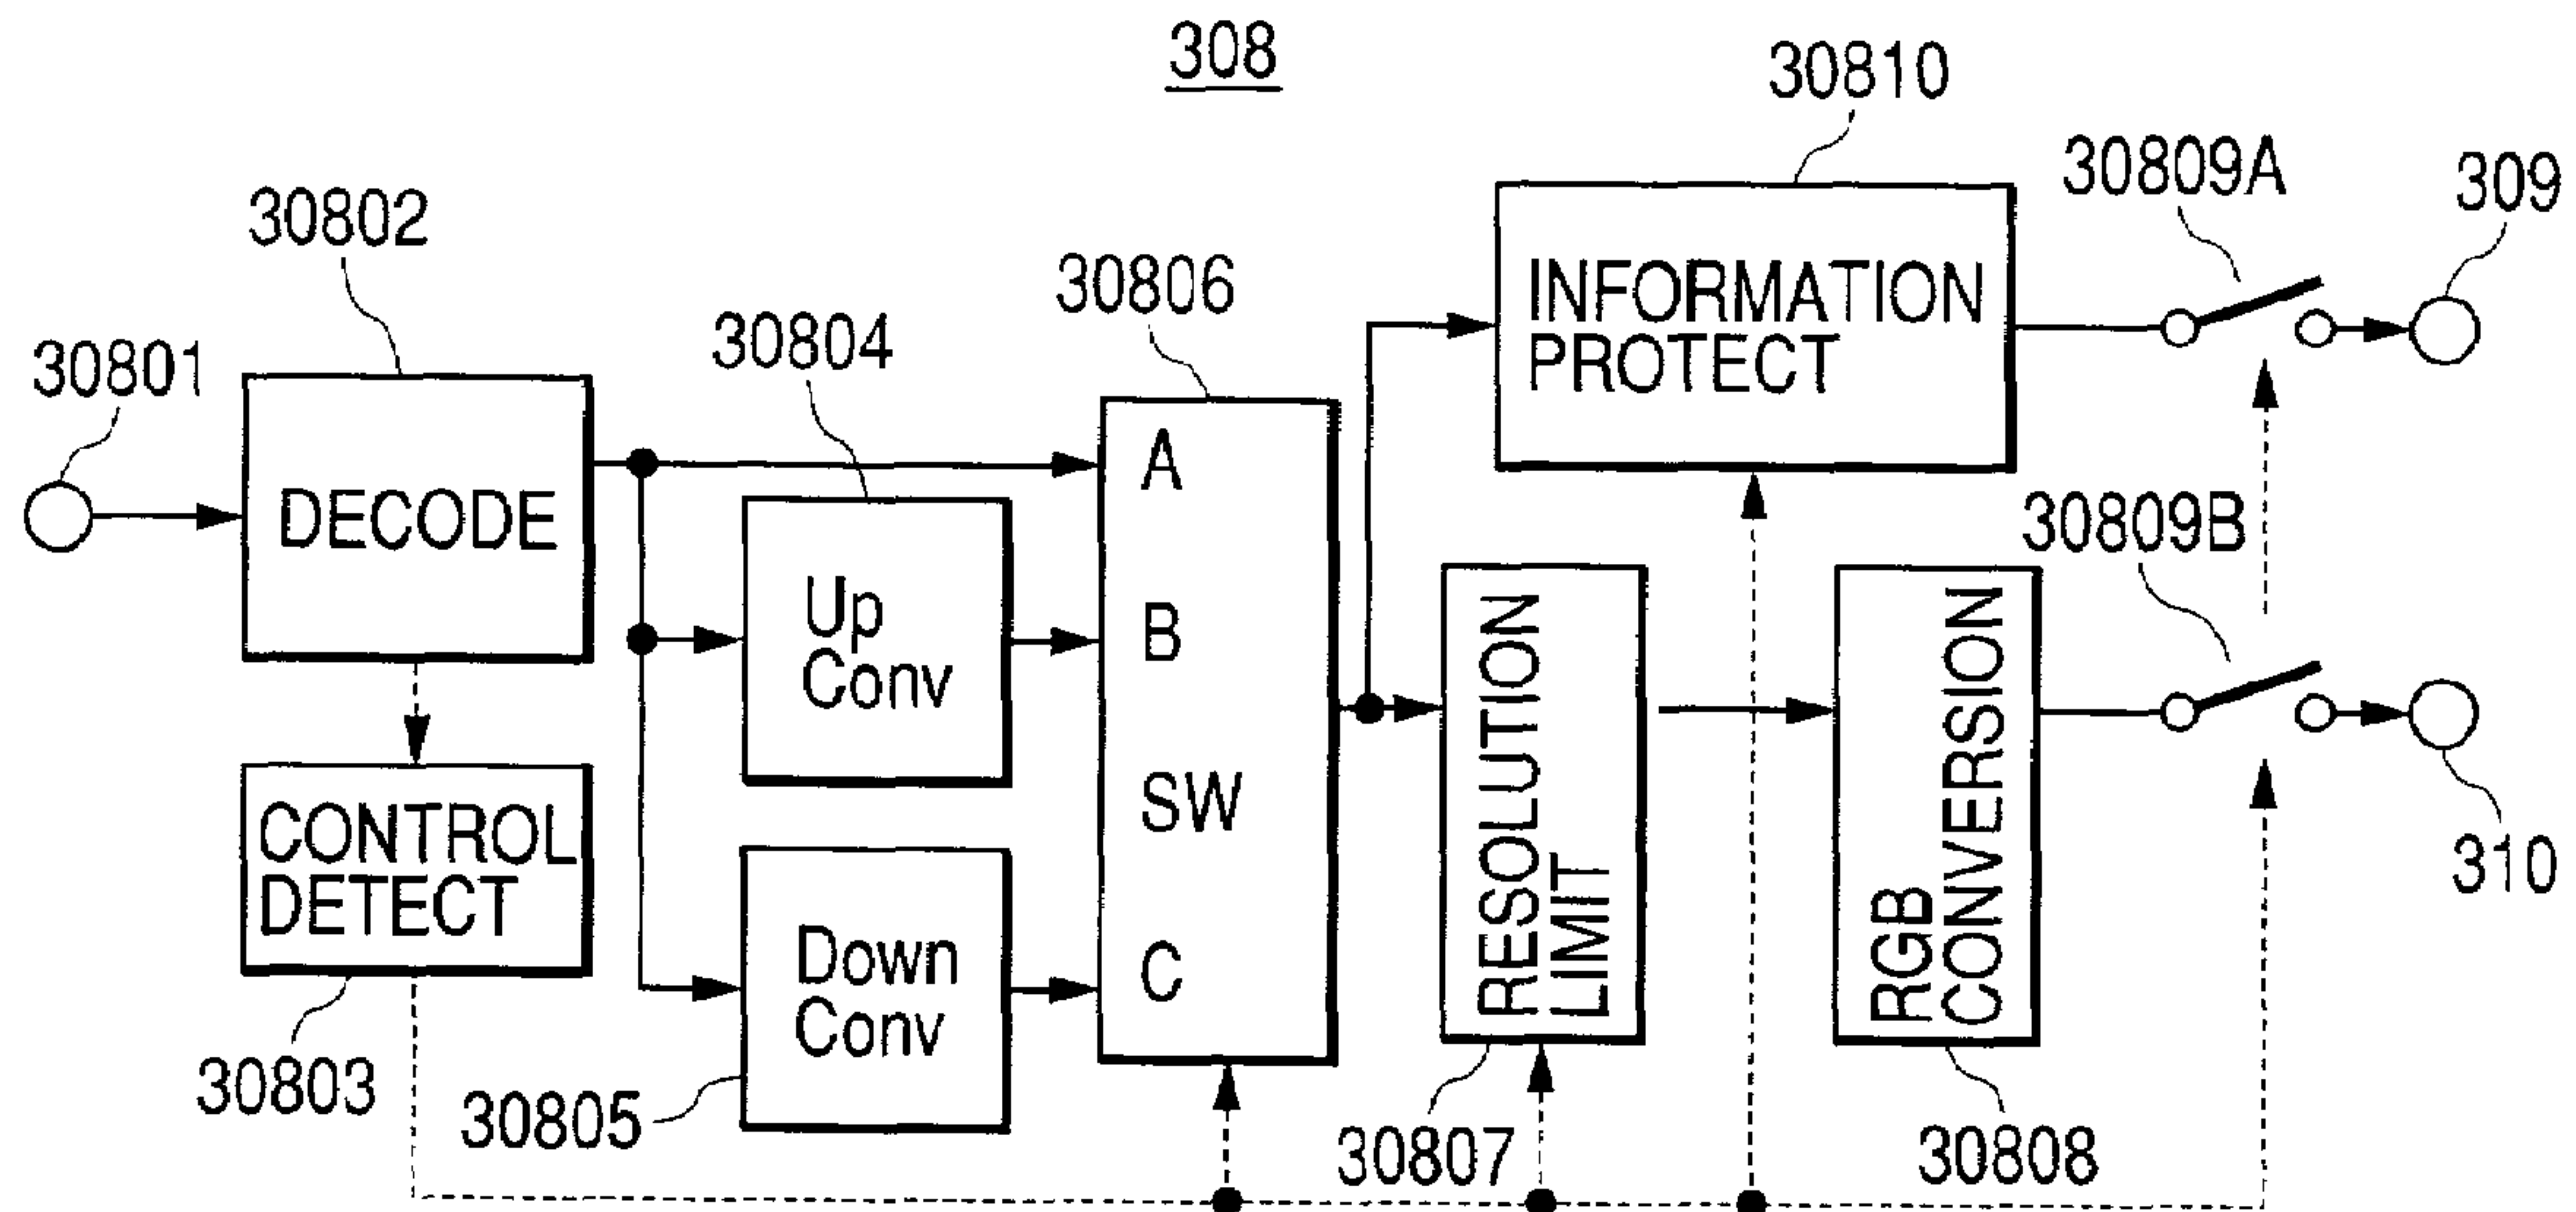 308
30810
30809A
309
30802
30806
30804
30801
INFORMATION
PROTECT
A
DECODE
30809B
Up
Conv
B
RESOLUTION
LIMIT
RGB
CONVERSION
SW
CONTROL
DETECT
310
C
Down
Conv
30803
30805
30807
30808